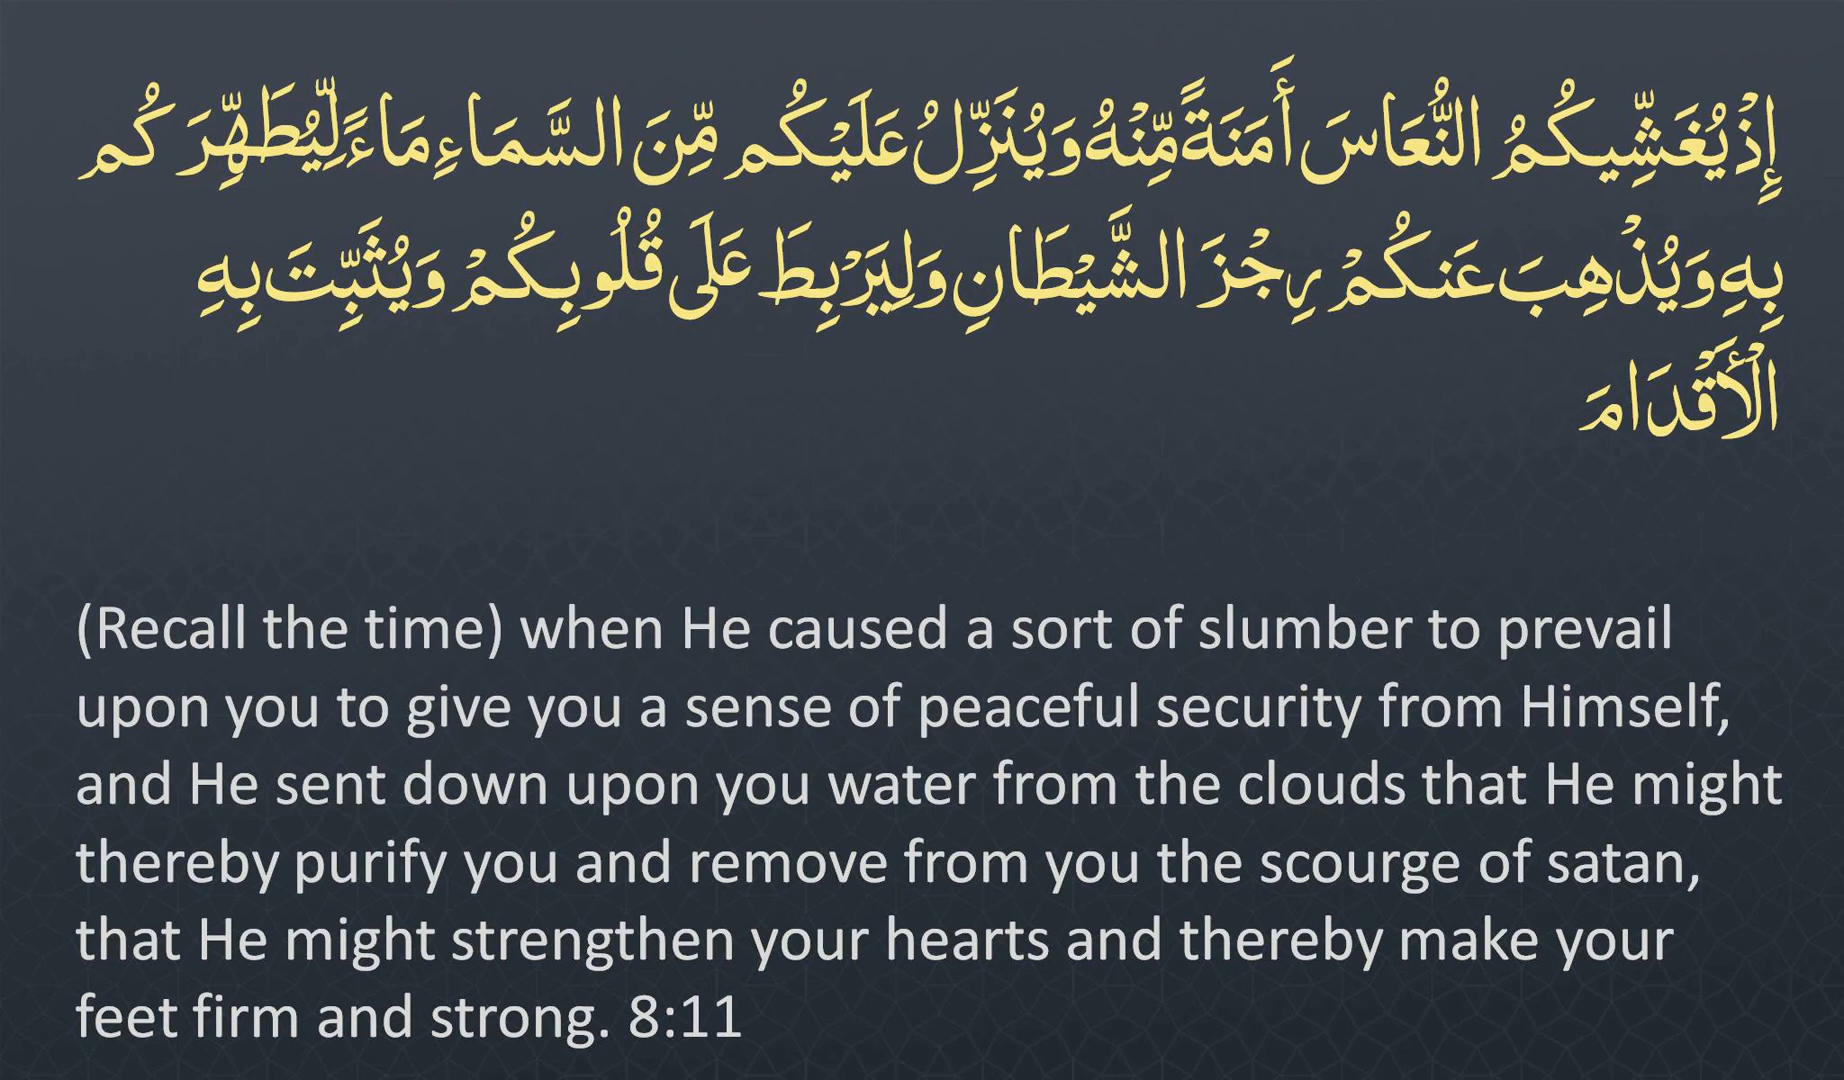 إِذْ يُغَشِّيكُمُ النُّعَاسَ أَمَنَةً مِّنْهُ وَيُنَزِّلُ عَلَيْكُم مِّنَ السَّمَاءِ مَاءً لِّيُطَهِّرَكُم
بِهِ وَيُذْهِبَ عَنكُمْ رِجْزَ الشَّيْطَانِ وَلِيَرْبِطَ عَلَى قُلُوبِكُمْ وَيُثَبِّتَ بِهِ
الْأَقْدَامَ
(Recall the time) when He caused a sort of slumber to prevail
upon you to give you a sense of peaceful security from Himself,
and He sent down upon you water from the clouds that He might
thereby purify you and remove from you the scourge of satan,
that He might strengthen your hearts and thereby make your
feet firm and strong. 8:11